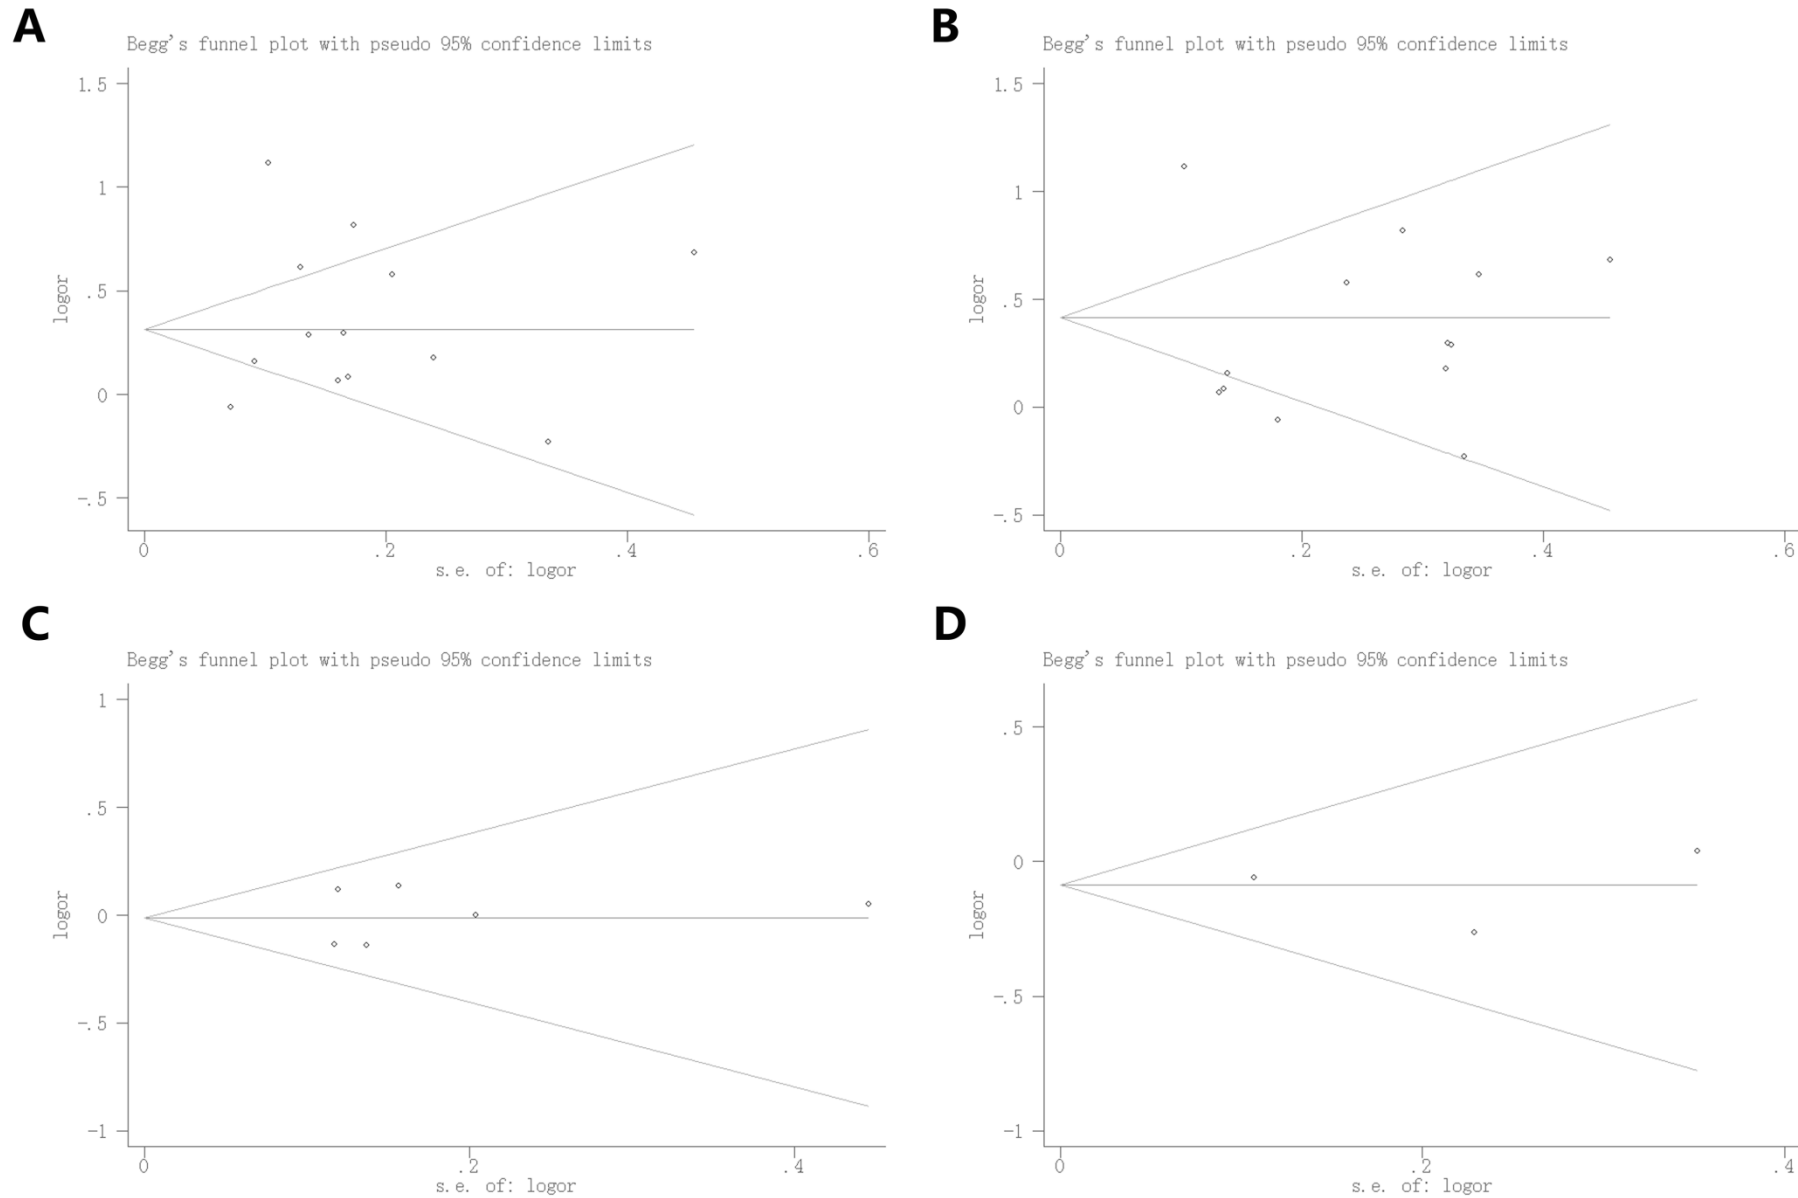 A
Begg's funnel plot with pseudo 95% confidence limits
1.5
1
.5
0
-.5
logor
0 .2 .4 .6
s.e. of: logor
B
Begg's funnel plot with pseudo 95% confidence limits
1.5
1
.5
0
-.5
logor
0 .2 .4 .6
s.e. of: logor
C
Begg's funnel plot with pseudo 95% confidence limits
1
.5
0
-.5
-1
logor
0 .2 .4
s.e. of: logor
D
Begg's funnel plot with pseudo 95% confidence limits
.5
0
-.5
-1
logor
0 .2 .4
s.e. of: logor